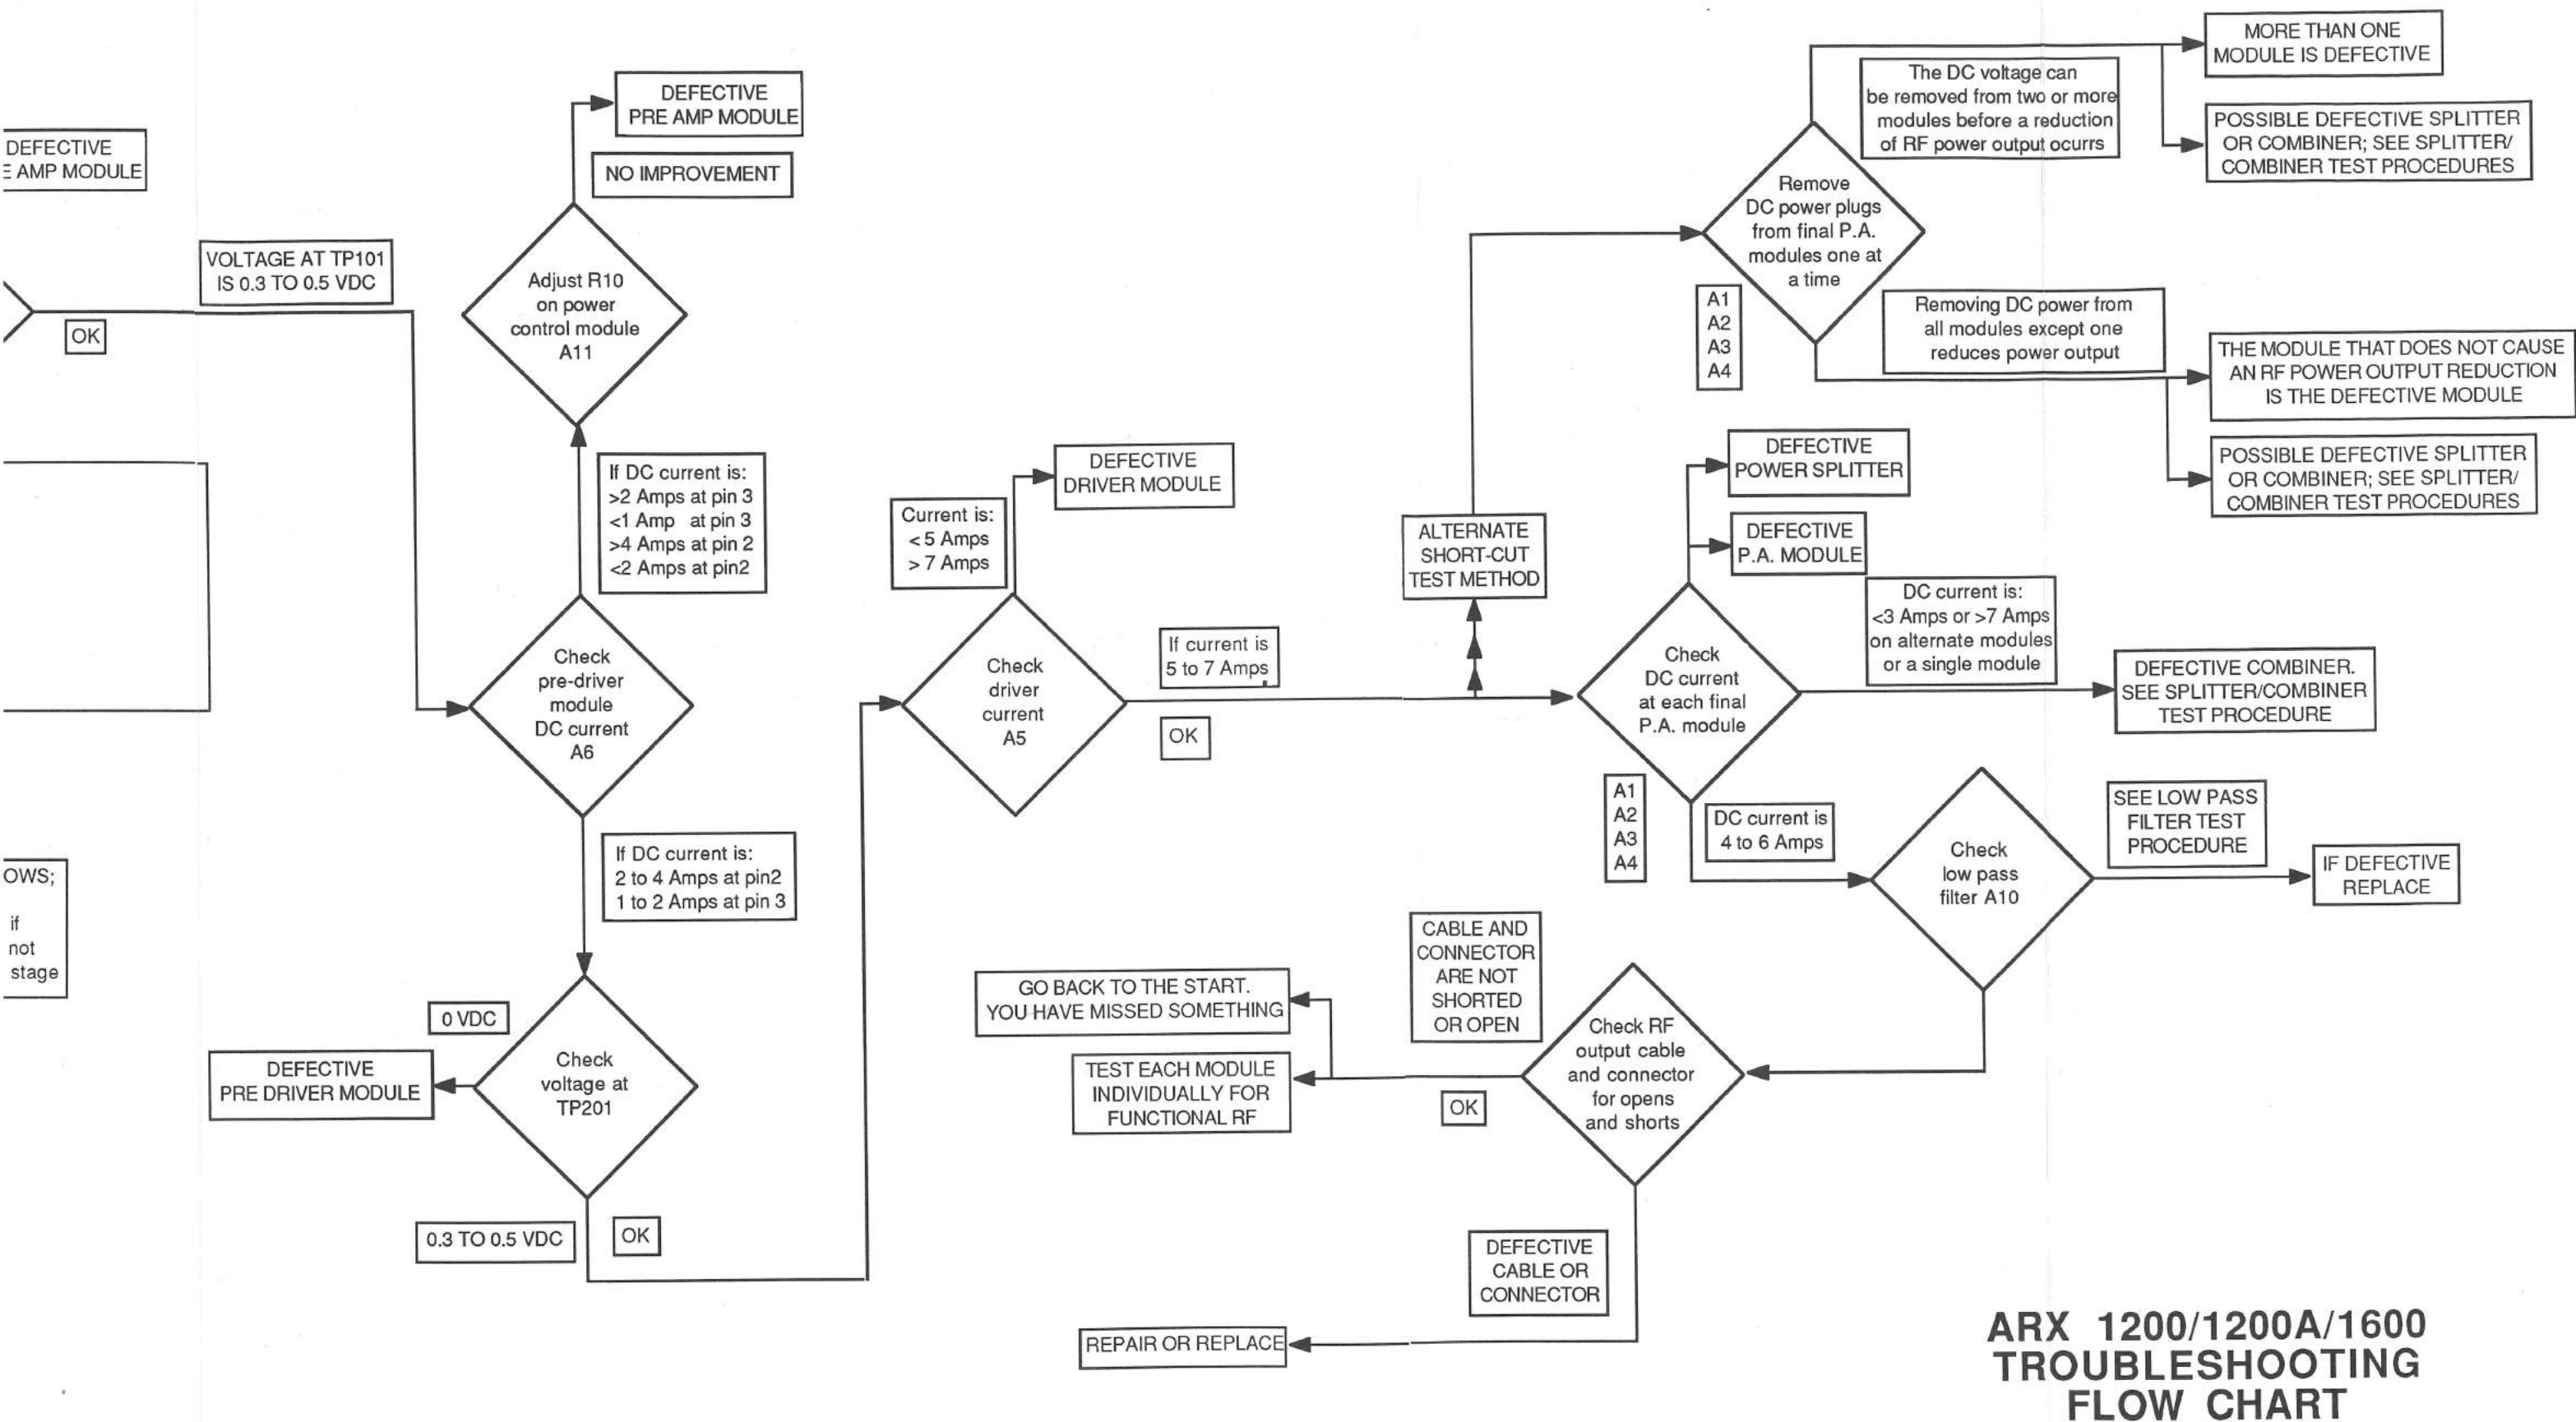 DEFECTIVE
E AMP MODULE
VOLTAGE AT TP101
IS 0.3 TO 0.5 VDC
OK
OWS;
if
not
stage
DEFECTIVE
PRE AMP MODULE
NO IMPROVEMENT
Adjust R10
on power
control module
A11
If DC current is:
>2 Amps at pin 3
<1 Amp at pin 3
>4 Amps at pin 2
<2 Amps at pin2
Check
pre-driver
module
DC current
A6
If DC current is:
2 to 4 Amps at pin2
1 to 2 Amps at pin 3
0 VDC
DEFECTIVE
PRE DRIVER MODULE
Check
voltage at
TP201
0.3 TO 0.5 VDC
OK
DEFECTIVE
DRIVER MODULE
Current is:
< 5 Amps
> 7 Amps
Check
driver
current
A5
If current is
5 to 7 Amps
OK
ALTERNATE
SHORT-CUT
TEST METHOD
Remove
DC power plugs
from final P.A.
modules one at
a time
A1
A2
A3
A4
The DC voltage can
be removed from two or more
modules before a reduction
of RF power output ocurrs
MORE THAN ONE
MODULE IS DEFECTIVE
POSSIBLE DEFECTIVE SPLITTER
OR COMBINER; SEE SPLITTER/
COMBINER TEST PROCEDURES
Removing DC power from
all modules except one
reduces power output
THE MODULE THAT DOES NOT CAUSE
AN RF POWER OUTPUT REDUCTION
IS THE DEFECTIVE MODULE
POSSIBLE DEFECTIVE SPLITTER
OR COMBINER; SEE SPLITTER/
COMBINER TEST PROCEDURES
DEFECTIVE
POWER SPLITTER
DEFECTIVE
P.A. MODULE
Check
DC current
at each final
P.A. module
A1
A2
A3
A4
DC current is:
<3 Amps or >7 Amps
on alternate modules
or a single module
DEFECTIVE COMBINER.
SEE SPLITTER/COMBINER
TEST PROCEDURE
DC current is
4 to 6 Amps
Check
low pass
filter A10
SEE LOW PASS
FILTER TEST
PROCEDURE
IF DEFECTIVE
REPLACE
Check RF
output cable
and connector
for opens
and shorts
CABLE AND
CONNECTOR
ARE NOT
SHORTED
OR OPEN
OK
GO BACK TO THE START.
YOU HAVE MISSED SOMETHING
TEST EACH MODULE
INDIVIDUALLY FOR
FUNCTIONAL RF
DEFECTIVE
CABLE OR
CONNECTOR
REPAIR OR REPLACE
ARX 1200/1200A/1600
TROUBLESHOOTING
FLOW CHART